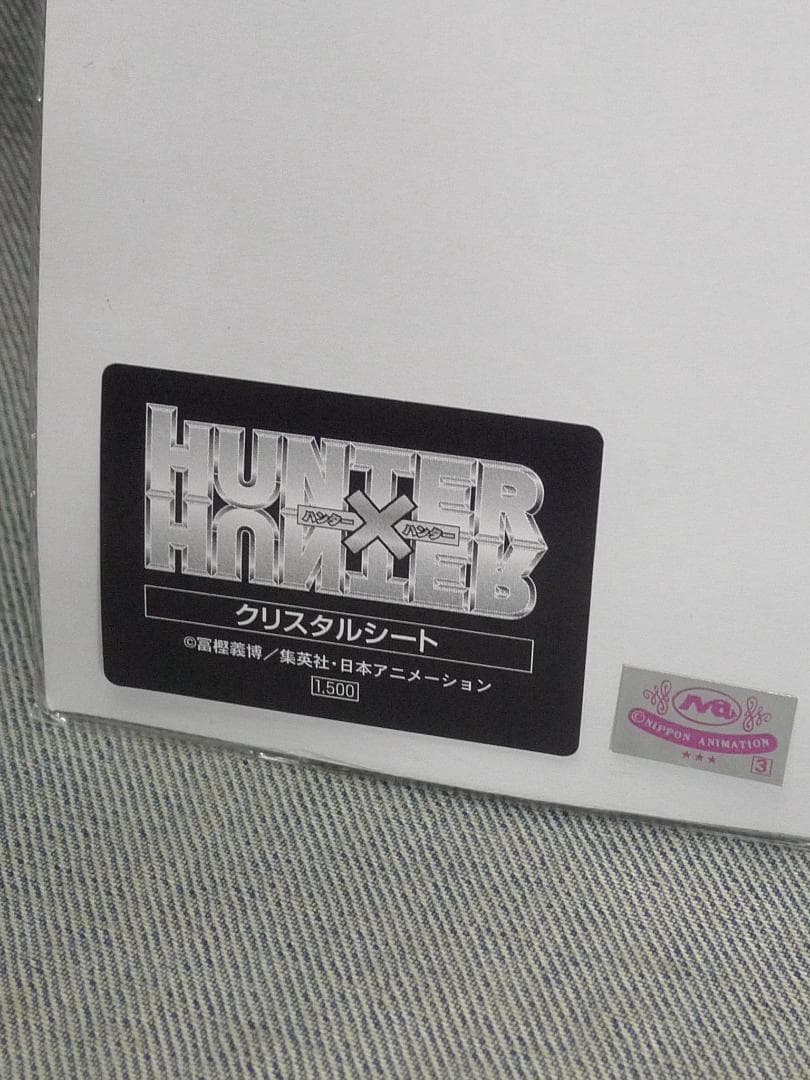 HUNTER
ハンター×ハンター
HUNTER
クリスタルシート
©冨樫義博／集英社・日本アニメーション
1,500
na
©NIPPON ANIMATION
★★★
3